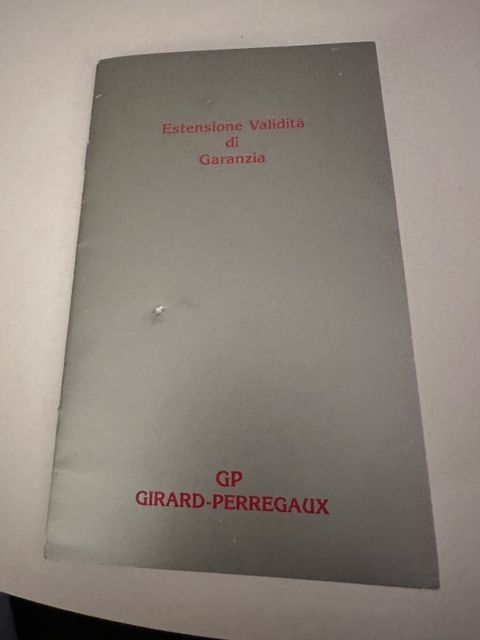 Estensione Validità
di
Garanzia
GP
GIRARD-PERREGAUX